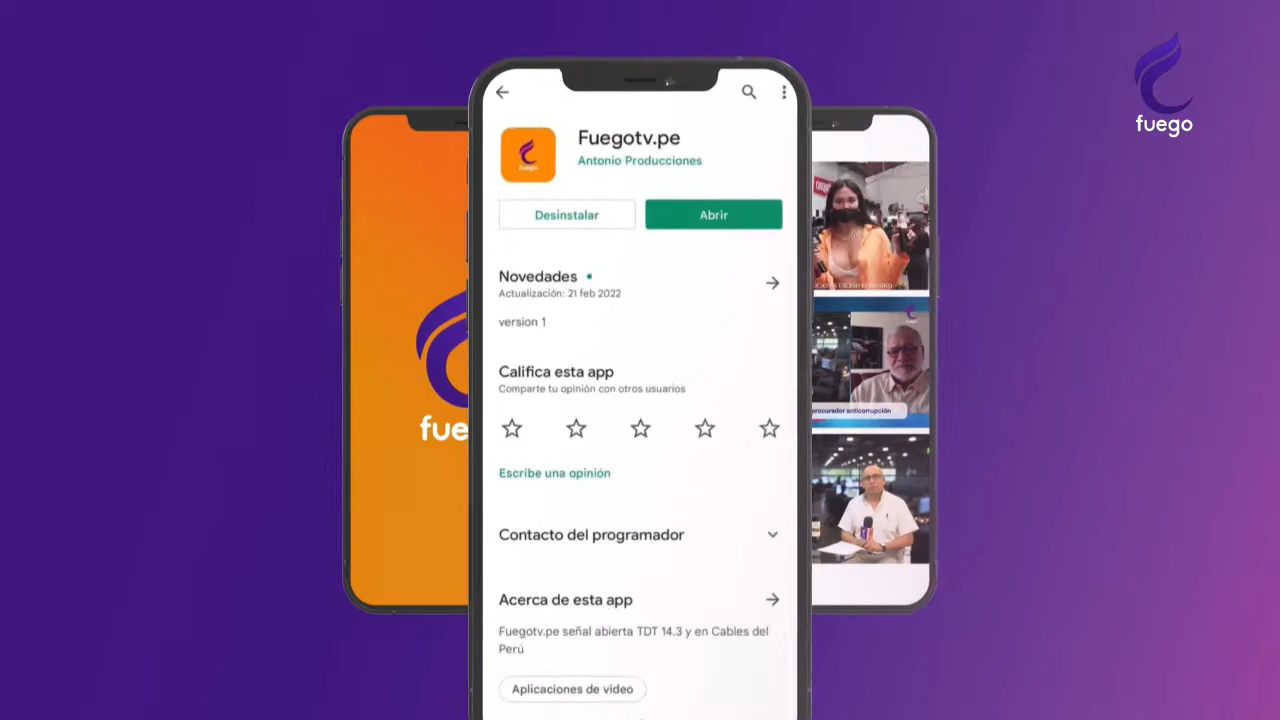 fuego
Fuegotv.pe
Antonio Producciones
fuego
Desinstalar
Abrir
Novedades
Actualización: 21 feb 2022
version 1
Califica esta app
Comparte tu opinión con otros usuarios
Escribe una opinión
Contacto del programador
Acerca de esta app
Fuegotv.pe señal abierta TDT 14.3 y en Cables del
Perú
Aplicaciones de video
fue
fuego
procurador anticorrupción